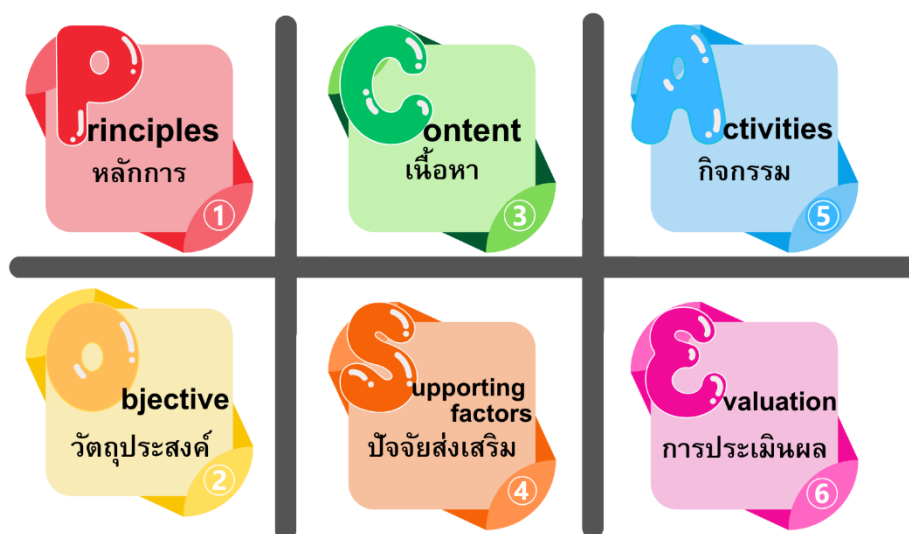 Principles
หลักการ
①
Objective
วัตถุประสงค์
②
Content
เนื้อหา
③
Supporting
factors
ปัจจัยส่งเสริม
④
Activities
กิจกรรม
⑤
Evaluation
การประเมินผล
⑥